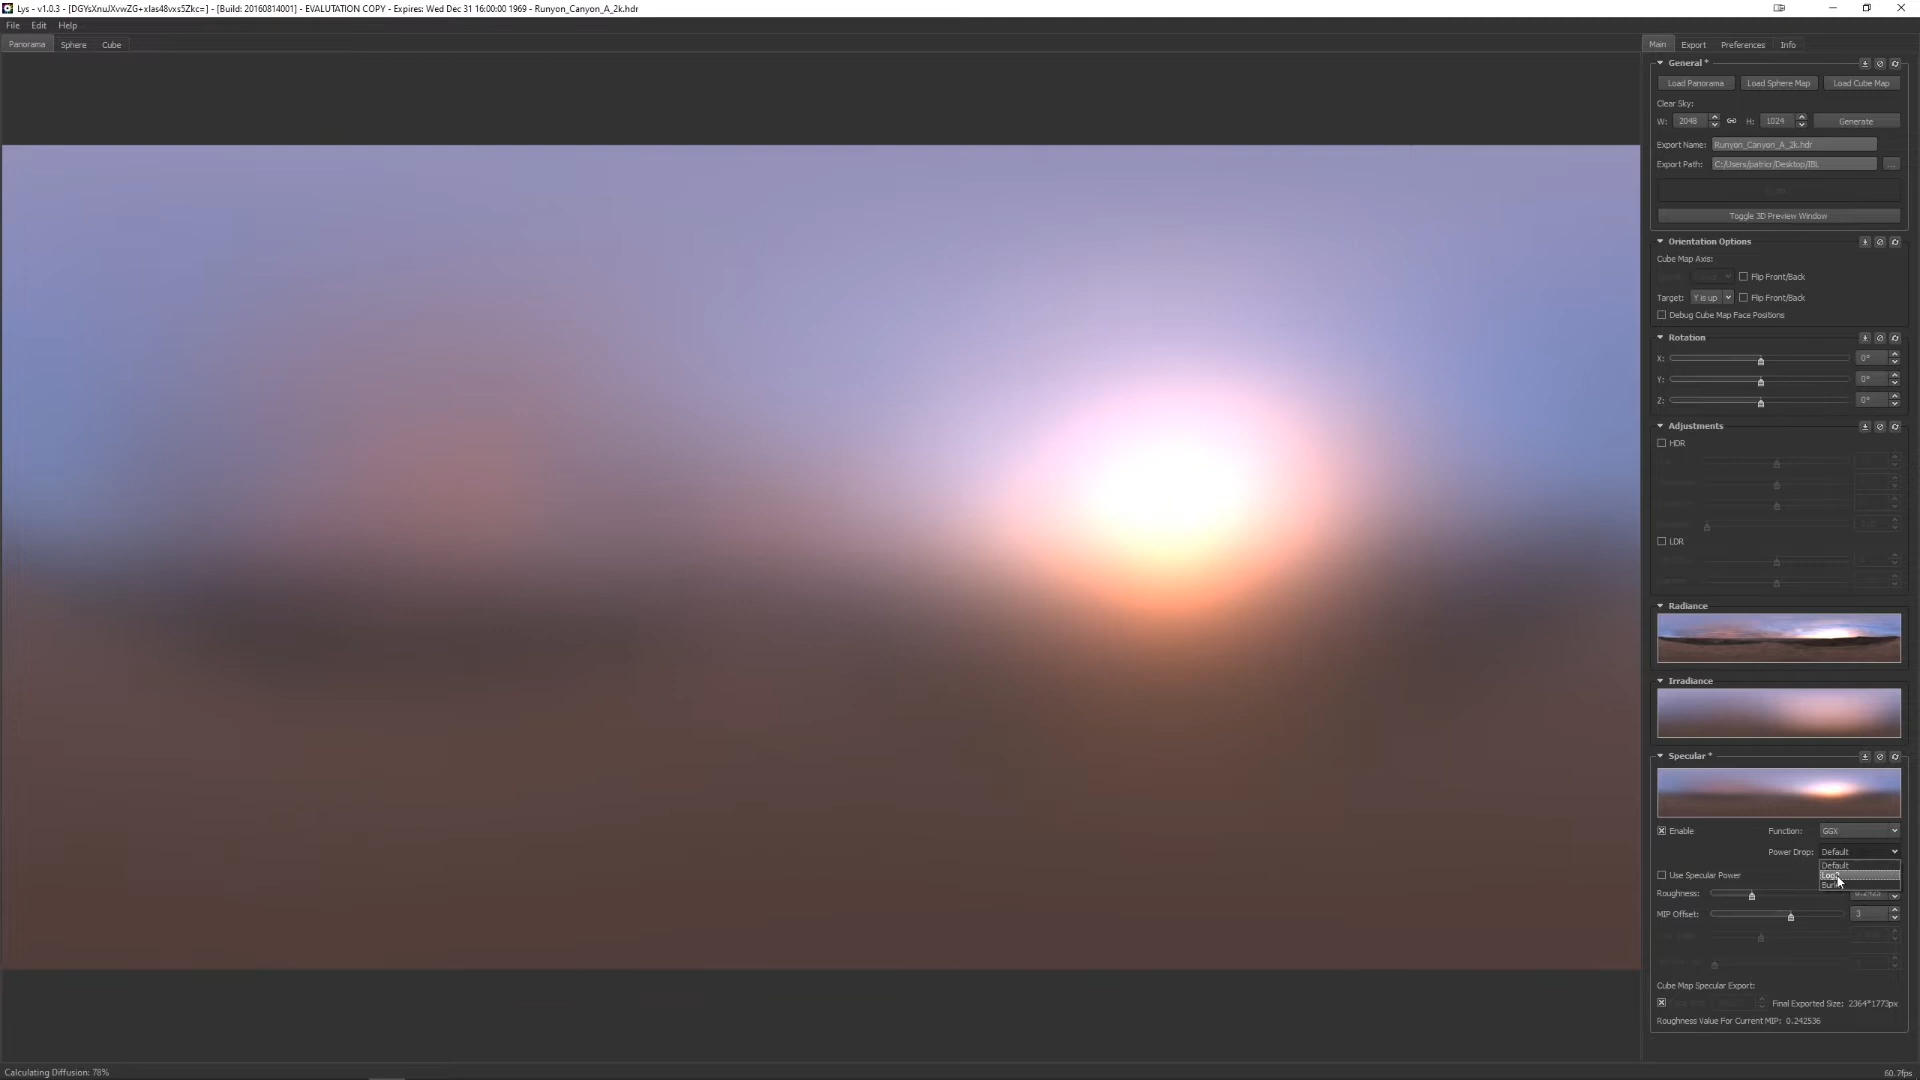 Lys - v1.0.3 - [DGYsXnuJXvwZG+xIas48vxs5Zkc=] - [Build: 20160814001] - EVALUTATION COPY - Expires: Wed Dec 31 16:00:00 1969 - Runyon_Canyon_A_2k.hdr
File Edit Help
Panorama Sphere Cube
Main Export Preferences Info
General *
Load Panorama Load Sphere Map Load Cube Map
Clear Sky:
W: 2048 H: 1024 Generate
Export Name: Runyon_Canyon_A_2k.hdr
Export Path: C:/Users/patricr/Desktop/IBL ...
Toggle 3D Preview Window
Orientation Options
Cube Map Axis:
Flip Front/Back
Target: Y is up Flip Front/Back
Debug Cube Map Face Positions
Rotation
X: 0°
Y: 0°
Z: 0°
Adjustments
HDR
LDR
Radiance
Irradiance
Specular *
Enable Function: GGX
Power Drop: Default
Default
Use Specular Power
Roughness:
MIP Offset: 3
Cube Map Specular Export:
Final Exported Size: 2364*1773px
Roughness Value For Current MIP: 0.242536
Calculating Diffusion: 78% 60.7fps